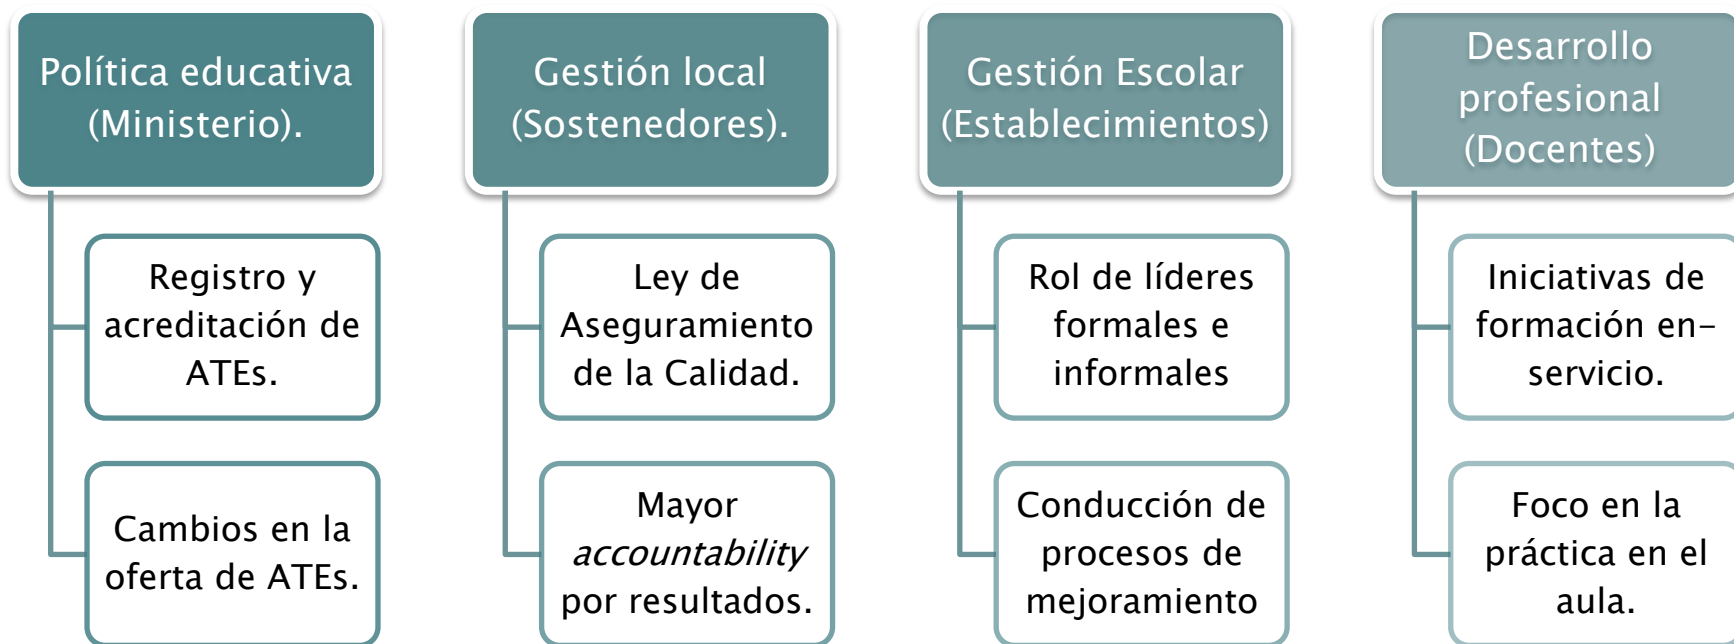 Política educativa
(Ministerio).
Registro y
acreditación de
ATEs.
Cambios en la
oferta de ATEs.
Gestión local
(Sostenedores).
Ley de
Aseguramiento
de la Calidad.
Mayor
accountability
por resultados.
Gestión Escolar
(Establecimientos)
Rol de líderes
formales e
informales
Conducción de
procesos de
mejoramiento
Desarrollo
profesional
(Docentes)
Iniciativas de
formación en-
servicio.
Foco en la
práctica en el
aula.